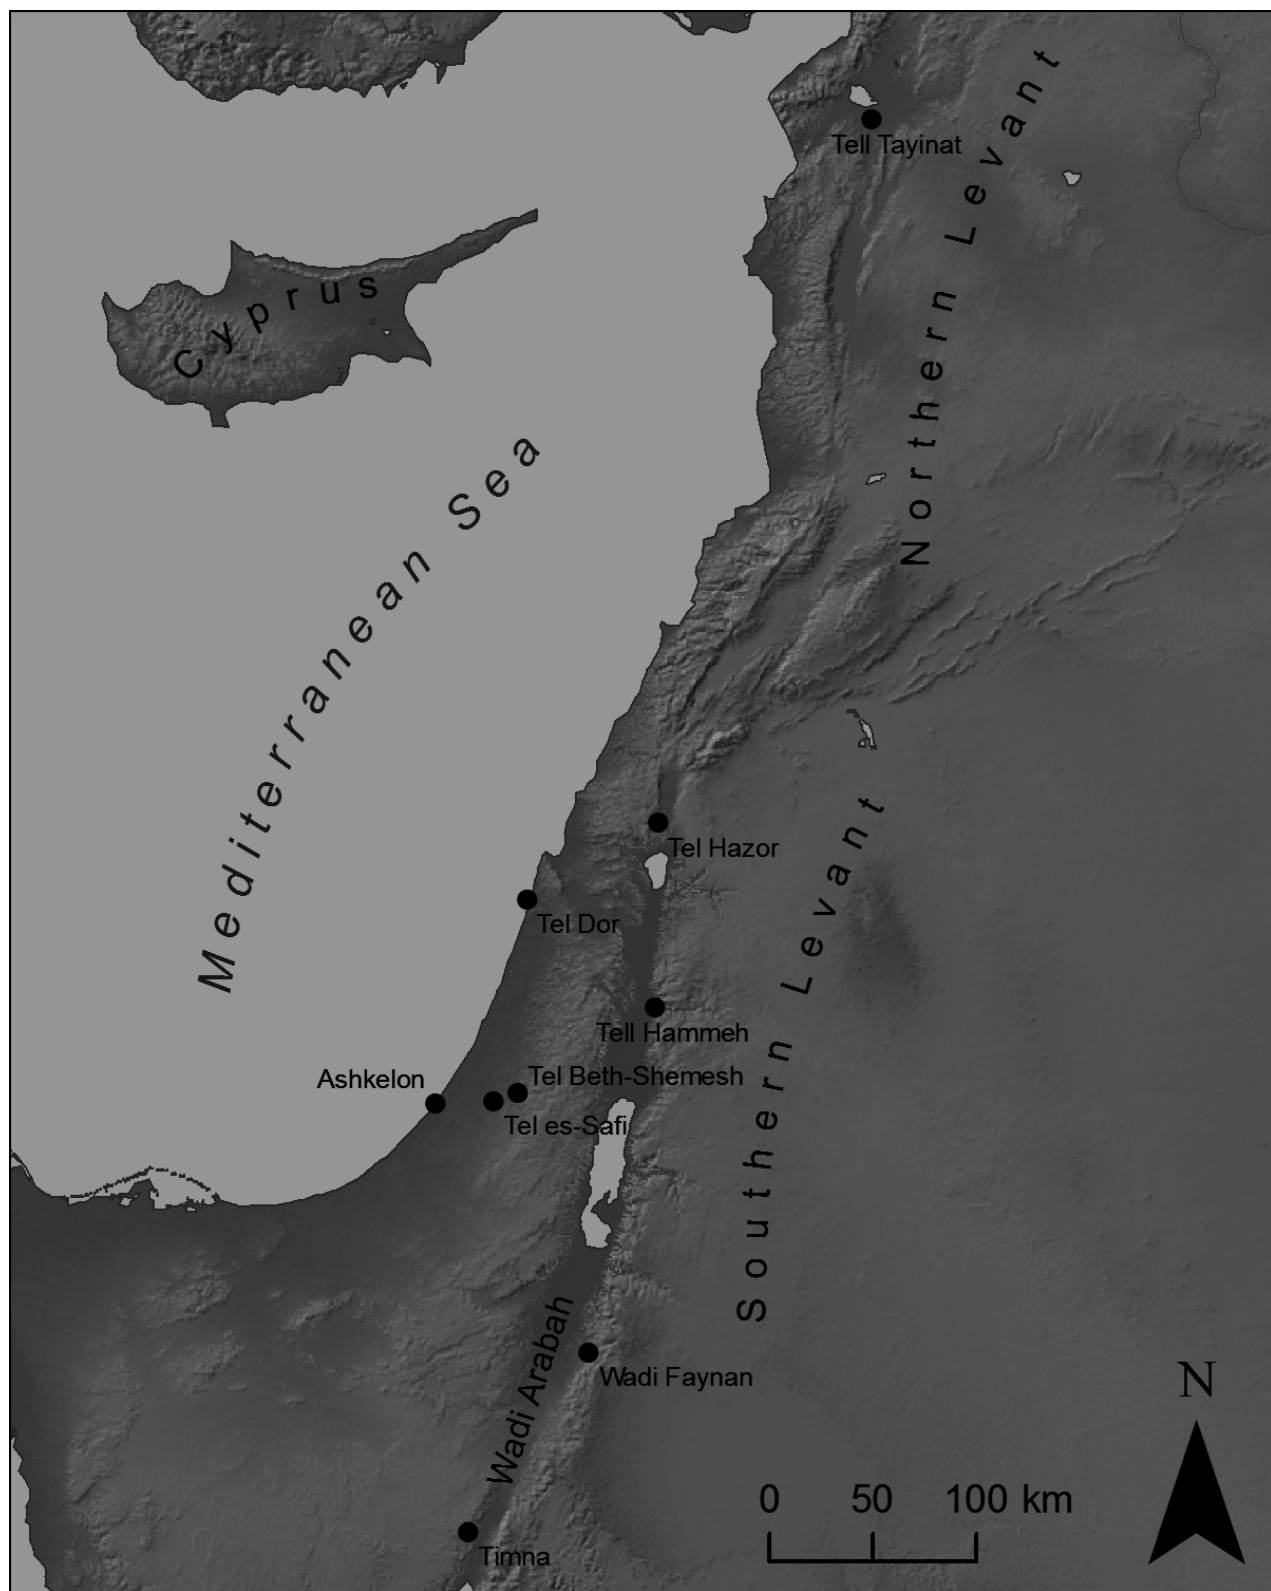 Tell Tayinat
Northern Levant
Cyprus
Mediterranean Sea
Tel Hazor
Southern Levant
Tel Dor
Tell Hammeh
Ashkelon
Tel Beth-Shemesh
Tel es-Safi
Wadi Arabah
Wadi Faynan
N
0 50 100 km
Timna